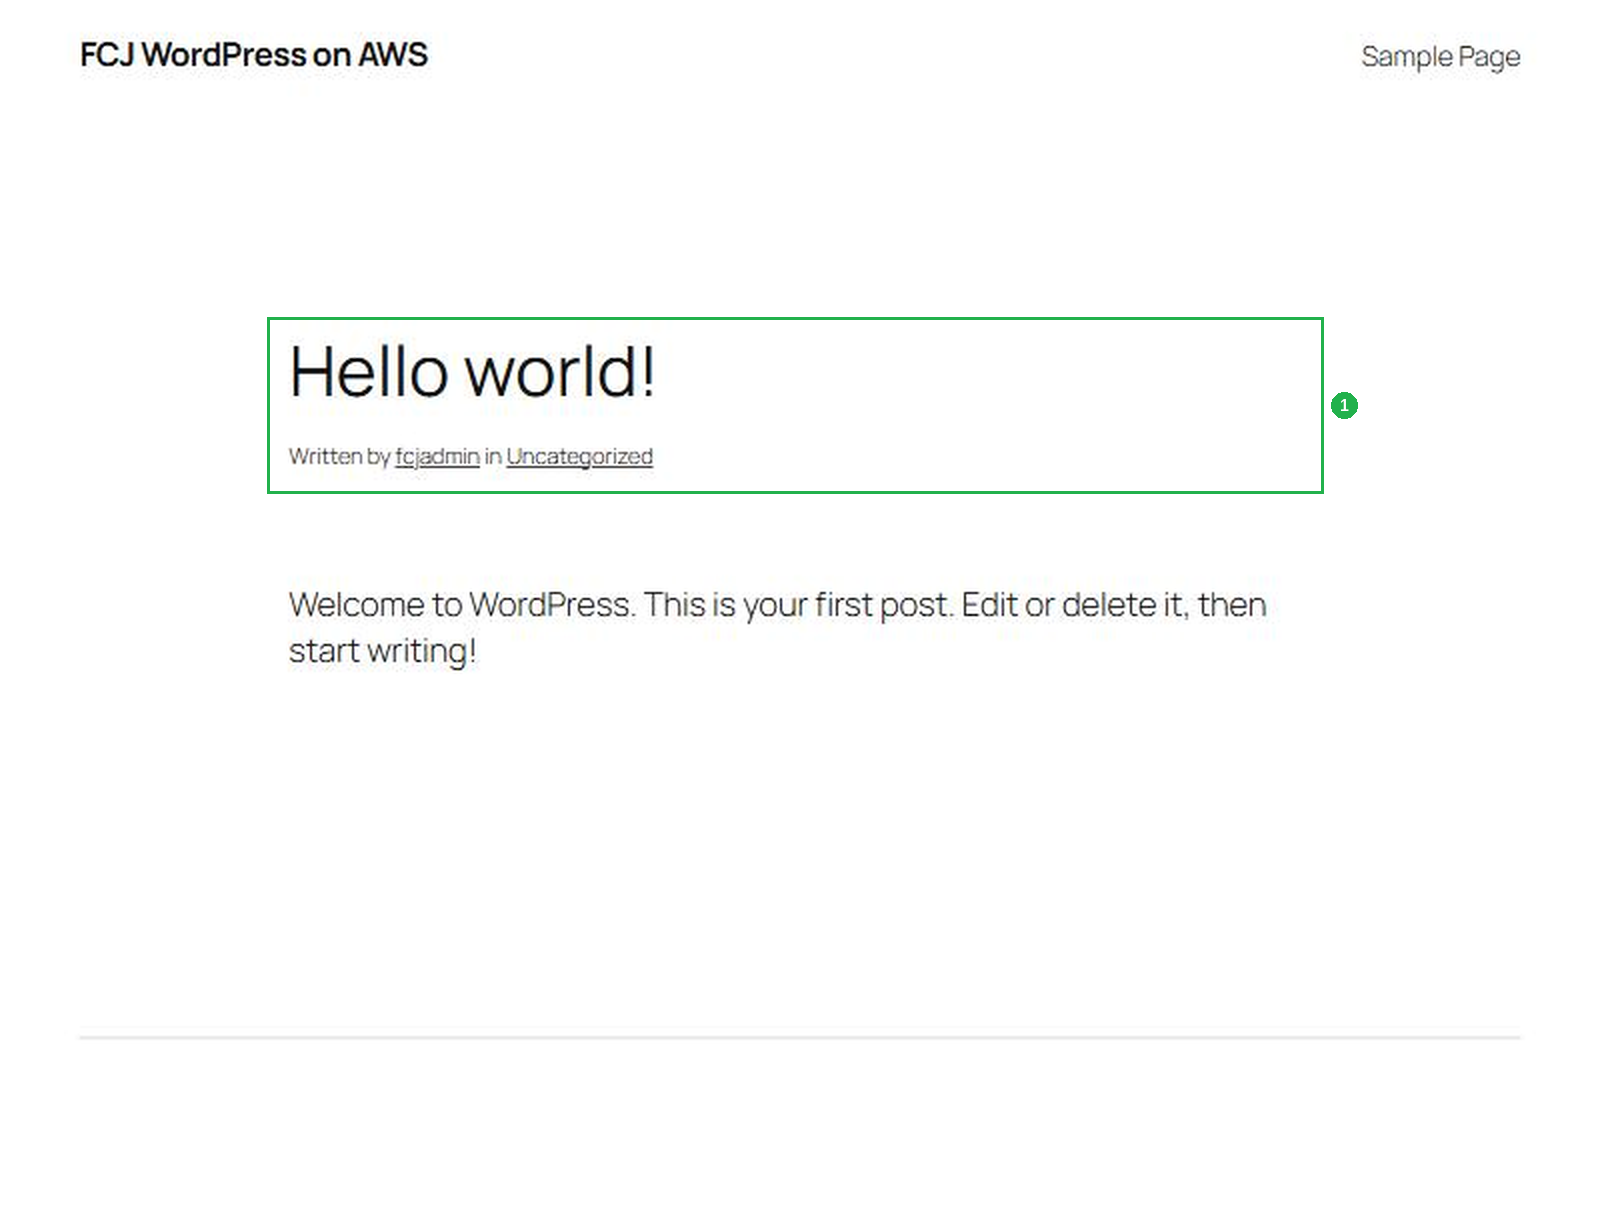 FCJ WordPress on AWS
Sample Page
Hello world!
1
Written by fcjadmin in Uncategorized
Welcome to WordPress. This is your first post. Edit or delete it, then
start writing!